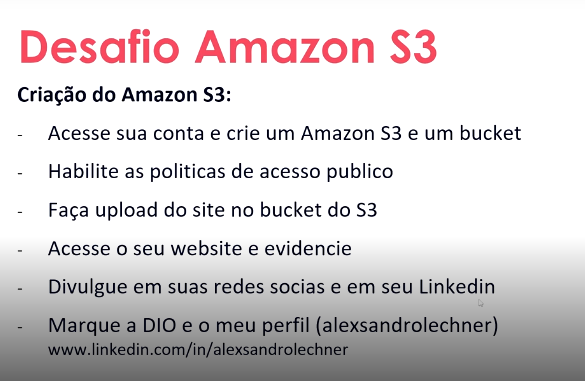 Desafio Amazon S3
Criação do Amazon S3:
- Acesse sua conta e crie um Amazon S3 e um bucket
- Habilite as politicas de acesso publico
- Faça upload do site no bucket do S3
- Acesse o seu website e evidencie
- Divulgue em suas redes socias e em seu Linkedin
- Marque a DIO e o meu perfil (alexsandrolechner)
www.linkedin.com/in/alexsandrolechner